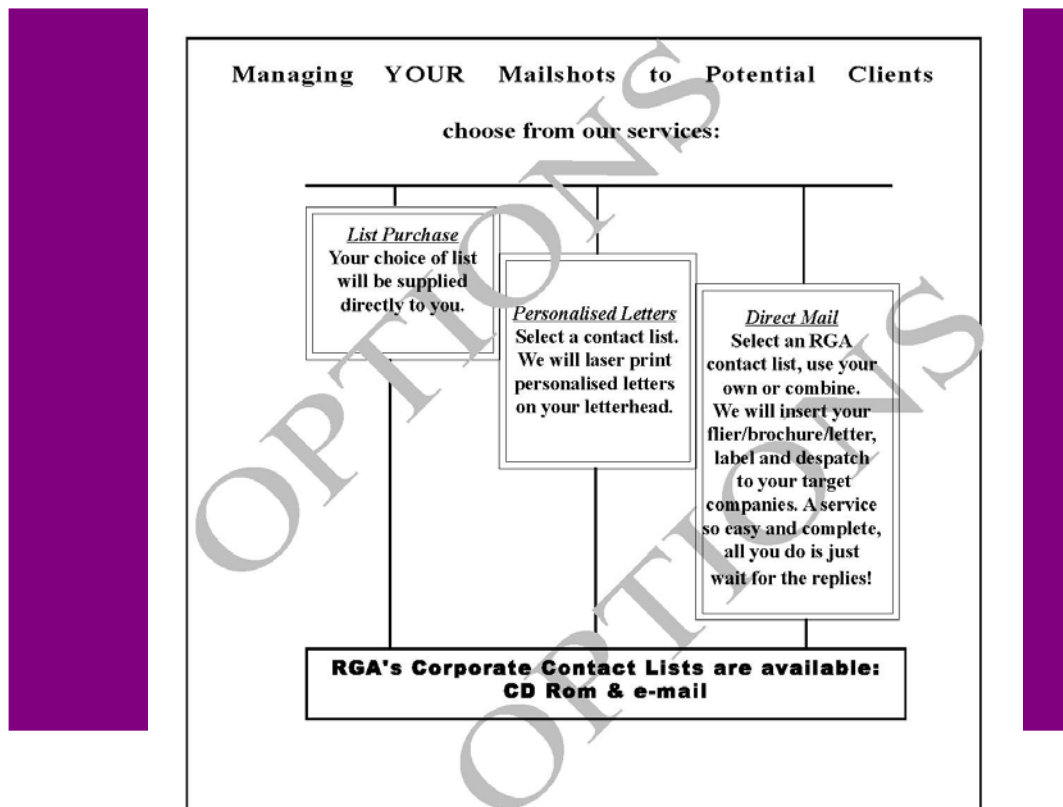 Managing YOUR Mailshots to Potential Clients
choose from our services:
List Purchase
Your choice of list
will be supplied
directly to you.
Personalised Letters
Select a contact list.
We will laser print
personalised letters
on your letterhead.
Direct Mail
Select an RGA
contact list, use your
own or combine.
We will insert your
flier/brochure/letter,
label and despatch
to your target
companies. A service
so easy and complete,
all you do is just
wait for the replies!
RGA's Corporate Contact Lists are available:
CD Rom & e-mail
OPTIONS
OPTIONS